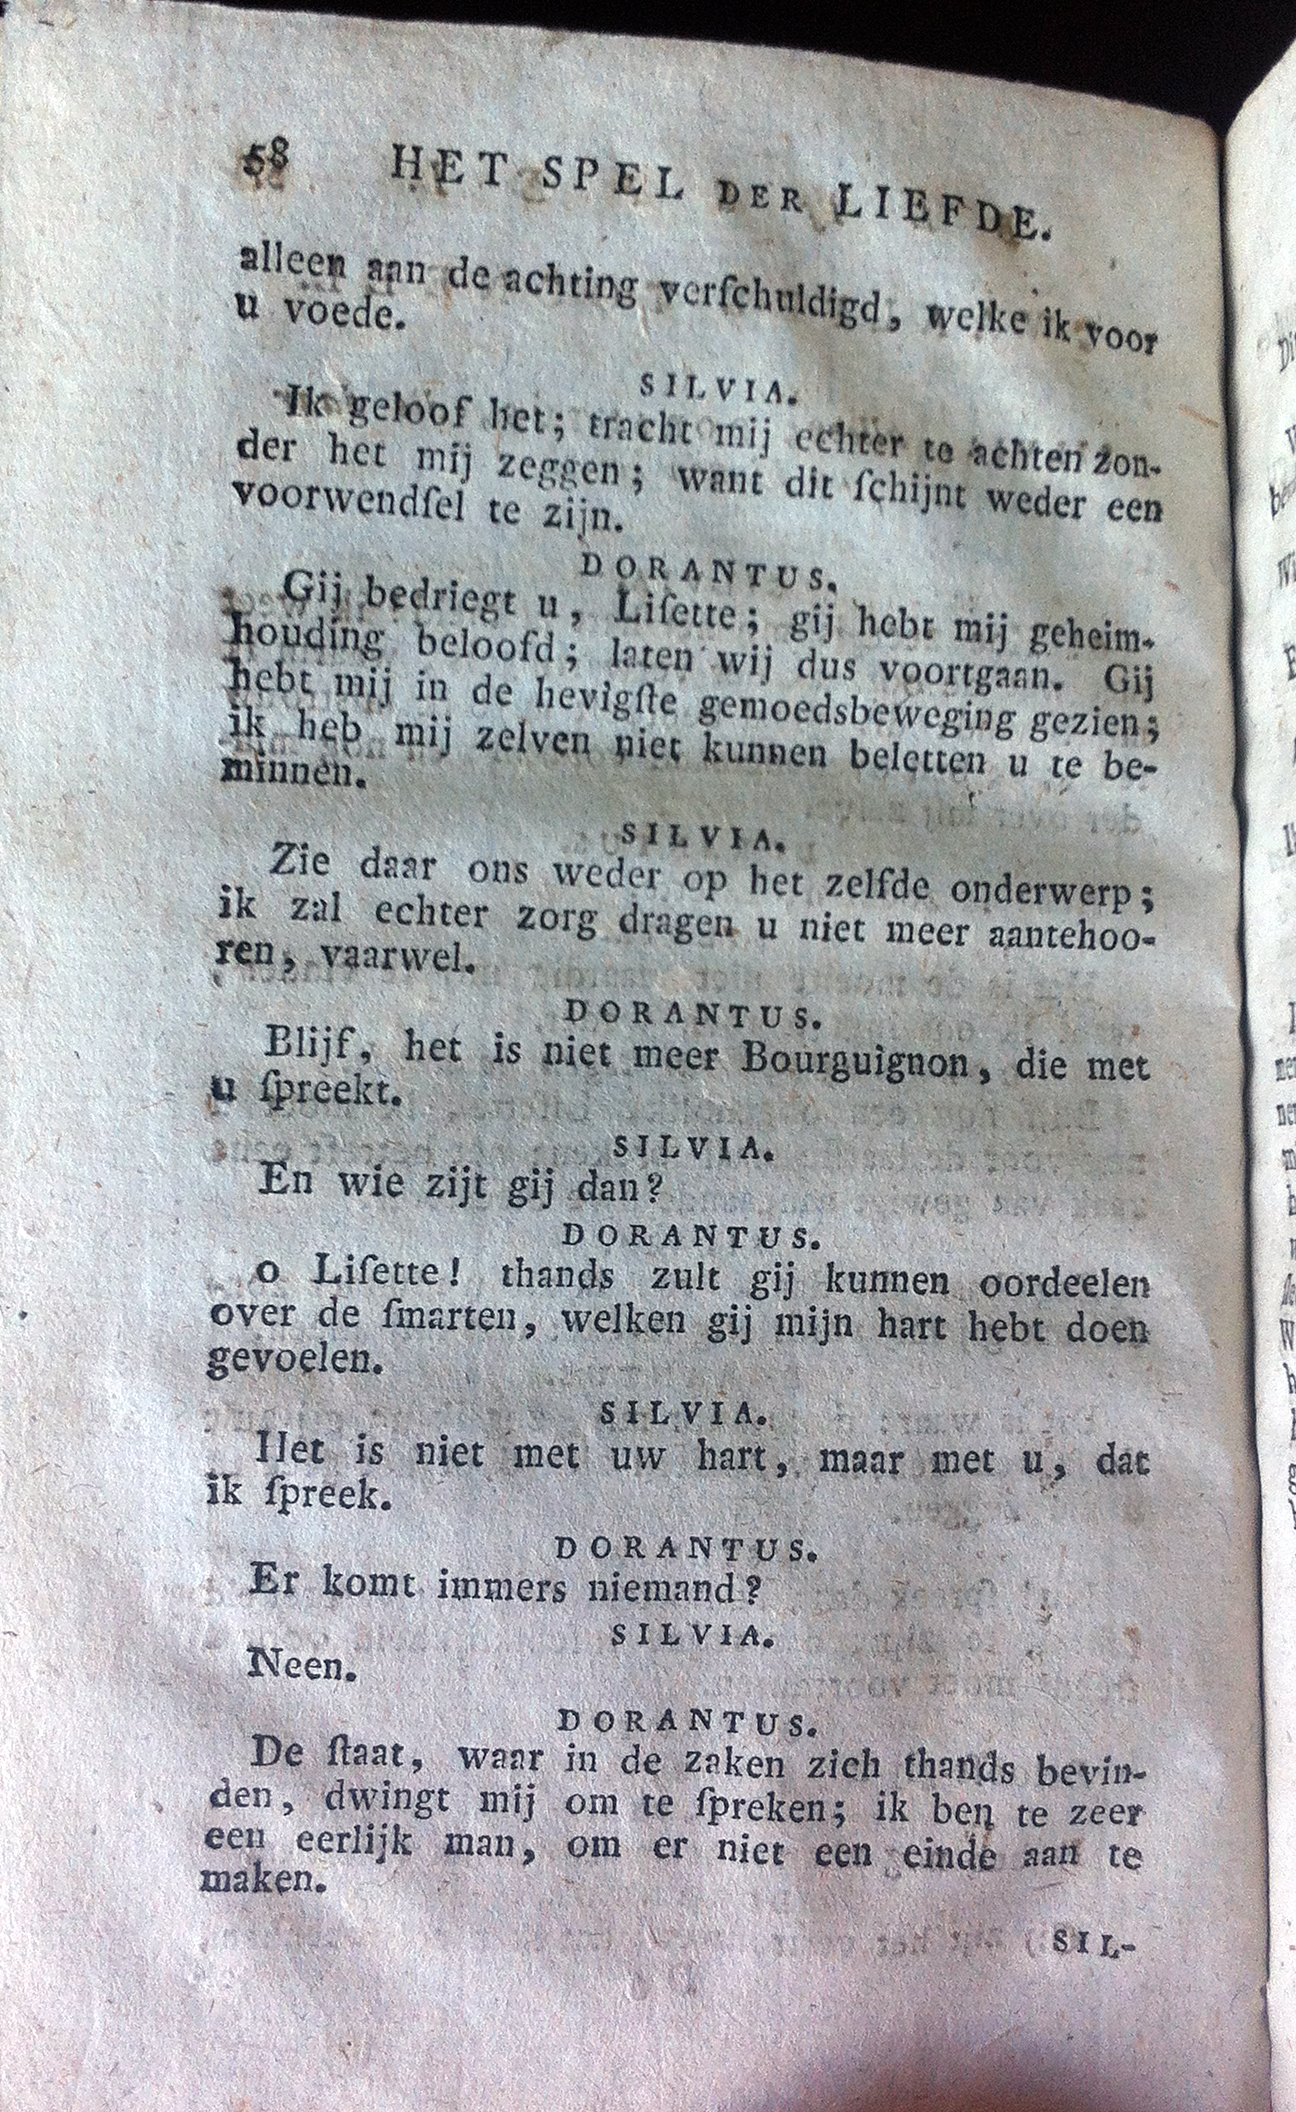 58 HET SPEL DER LIEFDE.
alleen aan de achting verſchuldigd, welke ik voor
u voede.
SILVIA.
Ik geloof het; tracht mij echter te achten zon-
der het mij zeggen; want dit ſchijnt weder een
voorwendſel te zijn.
DORANTUS.
Gij bedriegt u, Liſette; gij hebt mij geheim-
houding beloofd; laten wij dus voortgaan. Gij
hebt mij in de hevigſte gemoedsbeweging gezien;
ik heb mij zelven niet kunnen beletten u te be-
minnen.
SILVIA.
Zie daar ons weder op het zelfde onderwerp;
ik zal echter zorg dragen u niet meer aantehoo-
ren, vaarwel.
DORANTUS.
Blijf, het is niet meer Bourguignon, die met
u ſpreekt.
SILVIA.
En wie zijt gij dan?
DORANTUS.
o Liſette! thands zult gij kunnen oordeelen
over de ſmarten, welken gij mijn hart hebt doen
gevoelen.
SILVIA.
Het is niet met uw hart, maar met u, dat
ik ſpreek.
DORANTUS.
Er komt immers niemand?
SILVIA.
Neen.
DORANTUS.
De ſtaat, waar in de zaken zich thands bevin-
den, dwingt mij om te ſpreken; ik ben te zeer
een eerlijk man, om er niet een einde aan te
maken.
SIL-